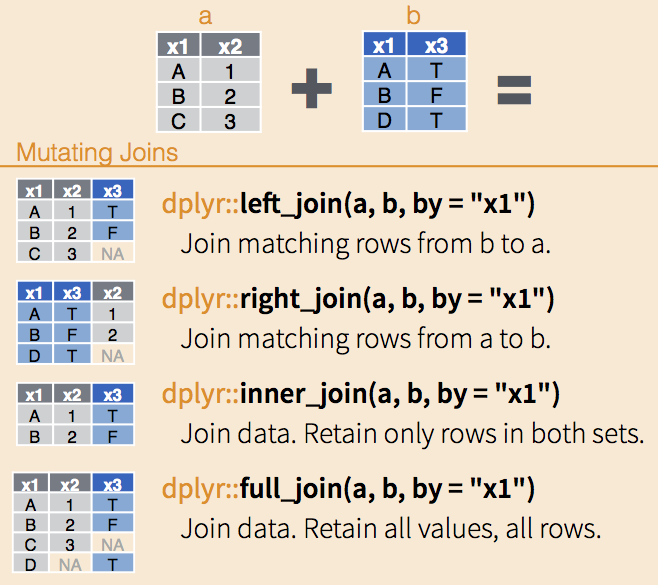 a b
x1 x2 x1 x3
A 1 A T
B 2 + B F =
C 3 D T
Mutating Joins
x1 x2 x3
A 1 T
B 2 F
C 3 NA
dplyr::left_join(a, b, by = "x1")
Join matching rows from b to a.
x1 x3 x2
A T 1
B F 2
D T NA
dplyr::right_join(a, b, by = "x1")
Join matching rows from a to b.
x1 x2 x3
A 1 T
B 2 F
dplyr::inner_join(a, b, by = "x1")
Join data. Retain only rows in both sets.
x1 x2 x3
A 1 T
B 2 F
C 3 NA
D NA T
dplyr::full_join(a, b, by = "x1")
Join data. Retain all values, all rows.